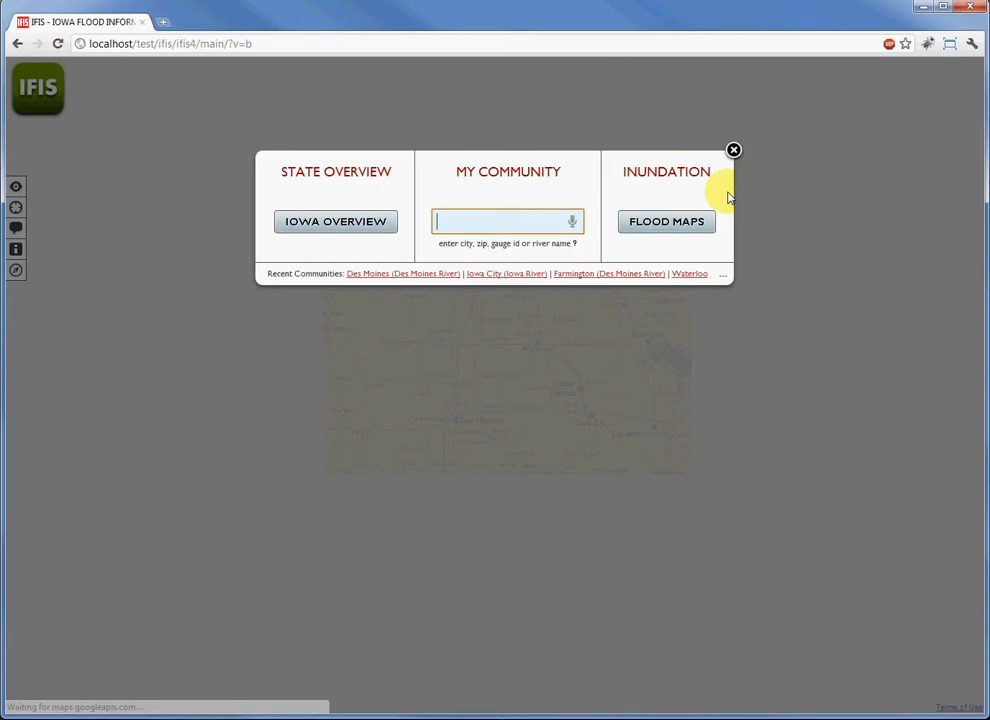 IFIS - IOWA FLOOD INFORM
localhost/test/ifis/ifis4/main/?v=b
IFIS
STATE OVERVIEW
MY COMMUNITY
INUNDATION
IOWA OVERVIEW
FLOOD MAPS
enter city, zip, gauge id or river name ?
Recent Communities: Des Moines (Des Moines River) | Iowa City (Iowa River) | Farmington (Des Moines River) | Waterloo ...
Waiting for maps.googleapis.com...
Terms of Use